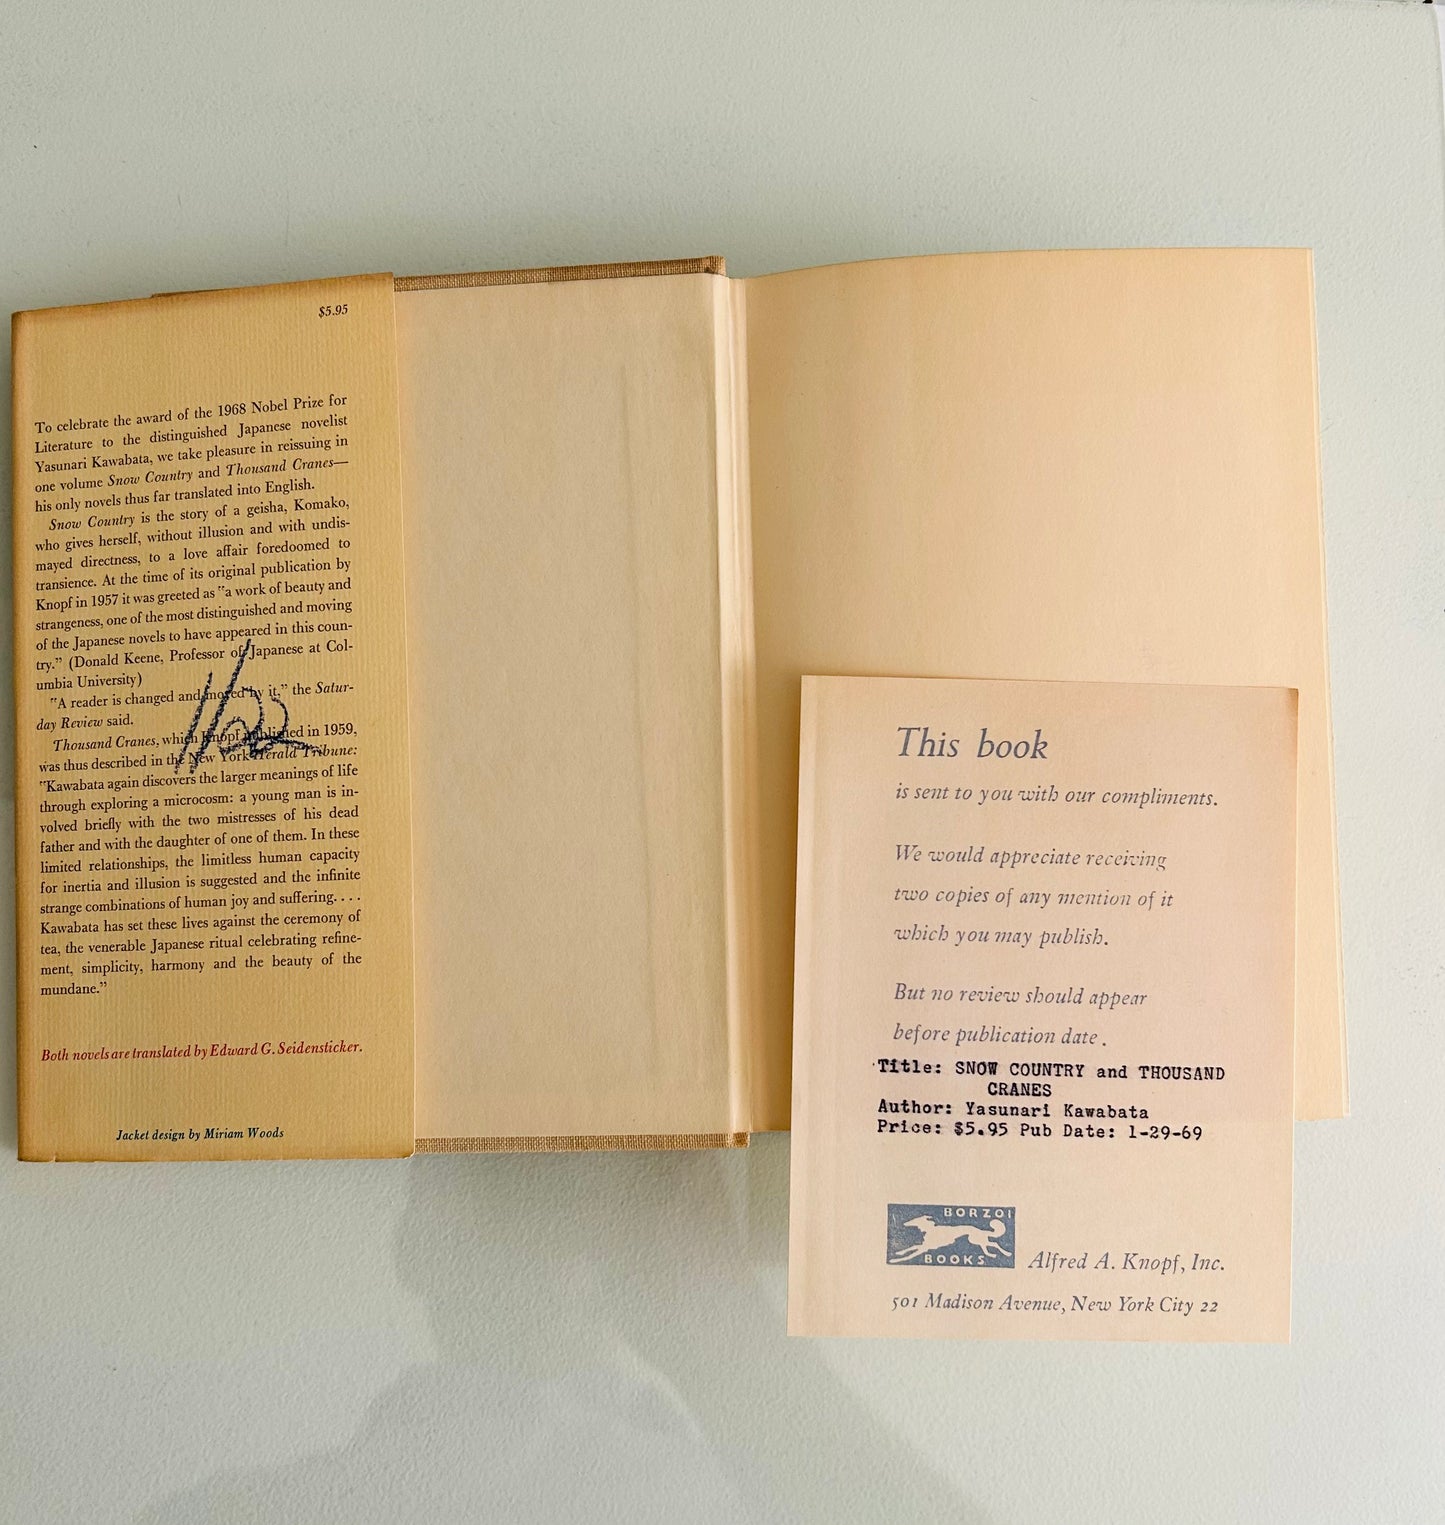 $5.95
To celebrate the award of the 1968 Nobel Prize for
Literature to the distinguished Japanese novelist
Yasunari Kawabata, we take pleasure in reissuing in
one volume Snow Country and Thousand Cranes—
his only novels thus far translated into English.
Snow Country is the story of a geisha, Komako,
who gives herself, without illusion and with undis-
mayed directness, to a love affair foredoomed to
transience. At the time of its original publication by
Knopf in 1957 it was greeted as "a work of beauty and
strangeness, one of the most distinguished and moving
of the Japanese novels to have appeared in this coun-
try." (Donald Keene, Professor of Japanese at Col-
umbia University)
"A reader is changed and moved by it," the Satur-
day Review said.
Thousand Cranes, which Knopf published in 1959,
was thus described in the New York Herald Tribune:
"Kawabata again discovers the larger meanings of life
through exploring a microcosm: a young man is in-
volved briefly with the two mistresses of his dead
father and with the daughter of one of them. In these
limited relationships, the limitless human capacity
for inertia and illusion is suggested and the infinite
strange combinations of human joy and suffering. . . .
Kawabata has set these lives against the ceremony of
tea, the venerable Japanese ritual celebrating refine-
ment, simplicity, harmony and the beauty of the
mundane."
Both novels are translated by Edward G. Seidensticker.
Jacket design by Miriam Woods
This book
is sent to you with our compliments.
We would appreciate receiving
two copies of any mention of it
which you may publish.
But no review should appear
before publication date.
Title: SNOW COUNTRY and THOUSAND
CRANES
Author: Yasunari Kawabata
Price: $5.95 Pub Date: 1-29-69
BORZOI
BOOKS
Alfred A. Knopf, Inc.
501 Madison Avenue, New York City 22